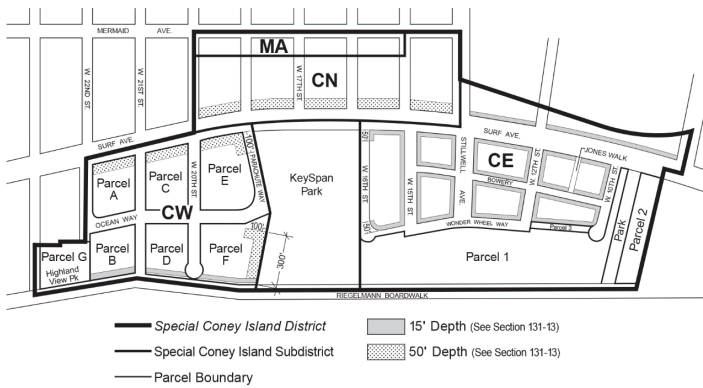 MERMAID AVE.
MA
CN
W 22ND ST.
W 21ST ST.
W 17TH ST.
SURF AVE.
SURF AVE.
100'
PARACHUTE WAY
50'
Parcel A
Parcel C
Parcel E
W 20TH ST.
KeySpan Park
W 16TH ST.
W 15TH ST.
STILLWELL AVE
CE
BOWERY
W 12TH ST.
JONES WALK
W 10TH ST.
OCEAN WAY
CW
WONDER WHEEL WAY
Parcel 3
50'
Park
Parcel 2
Parcel G
Highland View Pk
Parcel B
Parcel D
Parcel F
100'
300'
Parcel 1
RIEGELMANN BOARDWALK
Special Coney Island District
Special Coney Island Subdistrict
Parcel Boundary
15' Depth (See Section 131-13)
50' Depth (See Section 131-13)